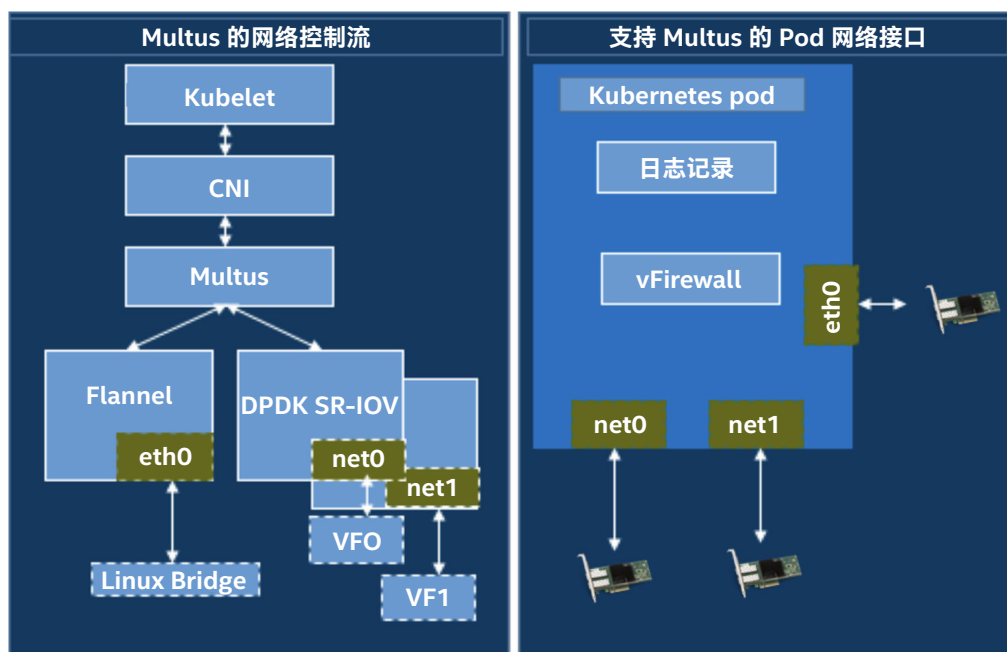 Multus 的网络控制流
Kubelet
CNI
Multus
Flannel
DPDK SR-IOV
eth0
net0
net1
VFO
Linux Bridge
VF1
支持 Multus 的 Pod 网络接口
Kubernetes pod
日志记录
vFirewall
eth0
net0
net1